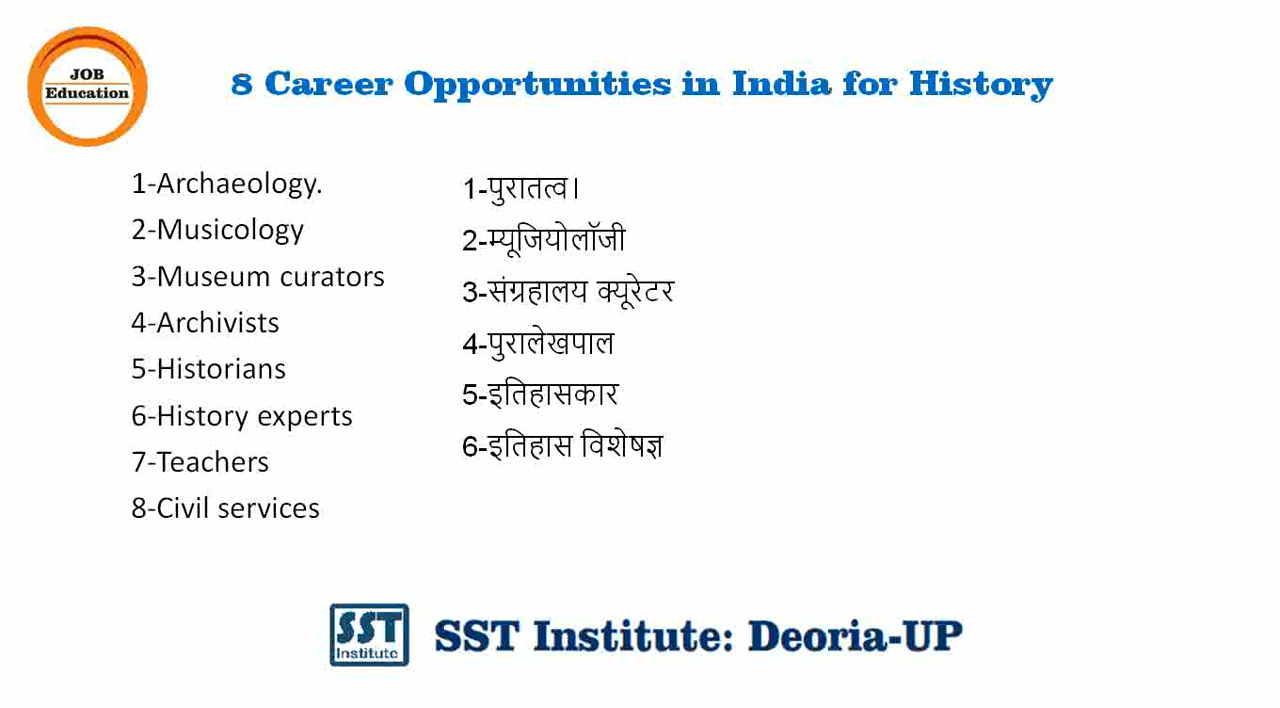 JOB
Education
8 Career Opportunities in India for History
1-Archaeology.
2-Musicology
3-Museum curators
4-Archivists
5-Historians
6-History experts
7-Teachers
8-Civil services
1-पुरातत्व।
2-म्यूजियोलॉजी
3-संग्रहालय क्यूरेटर
4-पुरालेखपाल
5-इतिहासकार
6-इतिहास विशेषज्ञ
SST
Institute
SST Institute: Deoria-UP